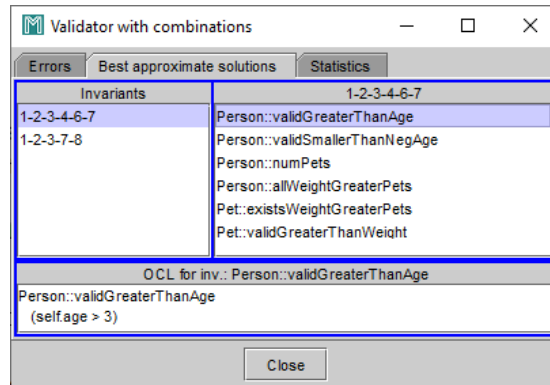 Validator with combinations
Errors Best approximate solutions Statistics
Invariants
1-2-3-4-6-7
1-2-3-7-8
1-2-3-4-6-7
Person::validGreaterThanAge
Person::validSmallerThanNegAge
Person::numPets
Person::allWeightGreaterPets
Pet::existsWeightGreaterPets
Pet::validGreaterThanWeight
OCL for inv.: Person::validGreaterThanAge
Person::validGreaterThanAge
(self.age > 3)
Close